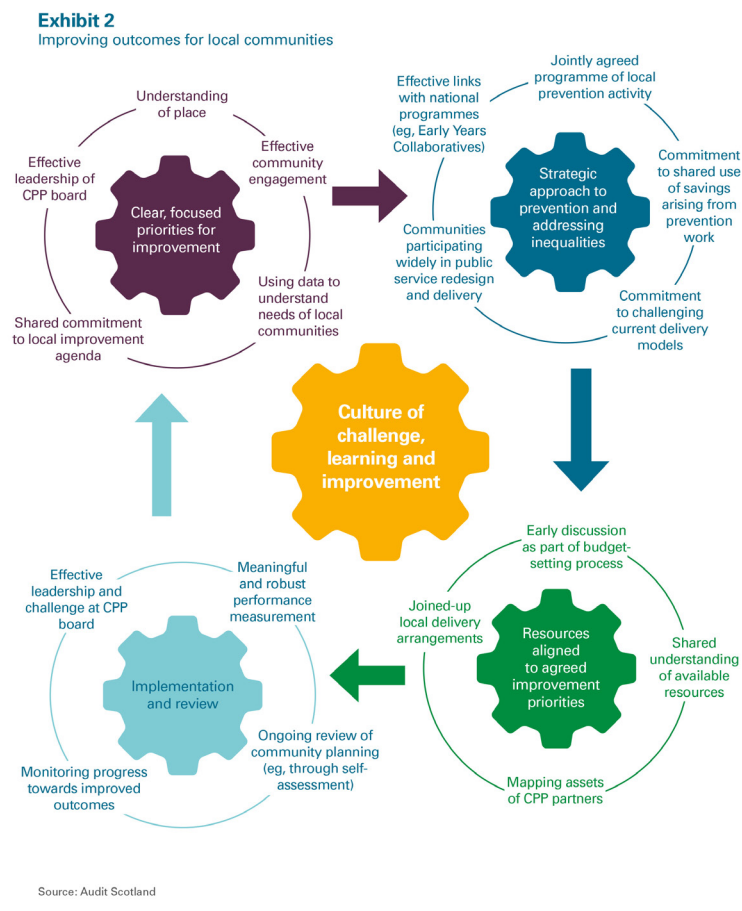 Exhibit 2
Improving outcomes for local communities
Understanding
of place
Effective
community
engagement
Using data to
understand
needs of local
communities
Shared commitment
to local improvement
agenda
Effective
leadership of
CPP board
Clear, focused
priorities for
improvement
Jointly agreed
programme of local
prevention activity
Commitment
to shared use
of savings
arising from
prevention
work
Commitment
to challenging
current delivery
models
Communities
participating
widely in public
service redesign
and delivery
Effective links
with national
programmes
(eg, Early Years
Collaboratives)
Strategic
approach to
prevention and
addressing
inequalities
Culture of
challenge,
learning and
improvement
Early discussion
as part of budget-
setting process
Shared
understanding
of available
resources
Mapping assets
of CPP partners
Joined-up
local delivery
arrangements
Resources
aligned
to agreed
improvement
priorities
Meaningful
and robust
performance
measurement
Ongoing review of
community planning
(eg, through self-
assessment)
Monitoring progress
towards improved
outcomes
Effective
leadership and
challenge at CPP
board
Implementation
and review
Source: Audit Scotland